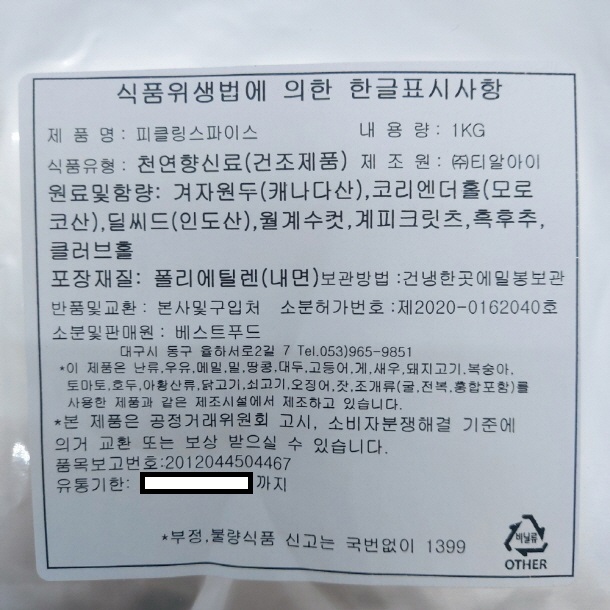 식품위생법에 의한 한글표시사항
제 품 명 : 피클링스파이스 내 용 량 : 1KG
식품유형 : 천연향신료(건조제품) 제 조 원 : ㈜티알아이
원료및함량: 겨자원두(캐나다산),코리엔더홀(모로
코산),딜씨드(인도산),월계수컷,계피크릿츠,흑후추,
클러브홀
포장재질: 폴리에틸렌(내면)보관방법 :건냉한곳에밀봉보관
반품및교환 : 본사및구입처 소분허가번호 :제2020-0162040호
소분및판매원 : 베스트푸드
대구시 동구 율하서로2길 7 Tel.053)965-9851
*이 제품은 난류,우유,메밀,밀,땅콩,대두,고등어,게,새우,돼지고기,복숭아,
토마토,호두,아황산류,닭고기,쇠고기,오징어,잣,조개류(굴,전복,홍합포함)를
사용한 제품과 같은 제조시설에서 제조하고 있습니다.
*본 제품은 공정거래위원회 고시, 소비자분쟁해결 기준에
의거 교환 또는 보상 받으실 수 있습니다.
품목보고번호:2012044504467
유통기한: 까지
*부정,불량식품 신고는 국번없이 1399
비닐류
OTHER